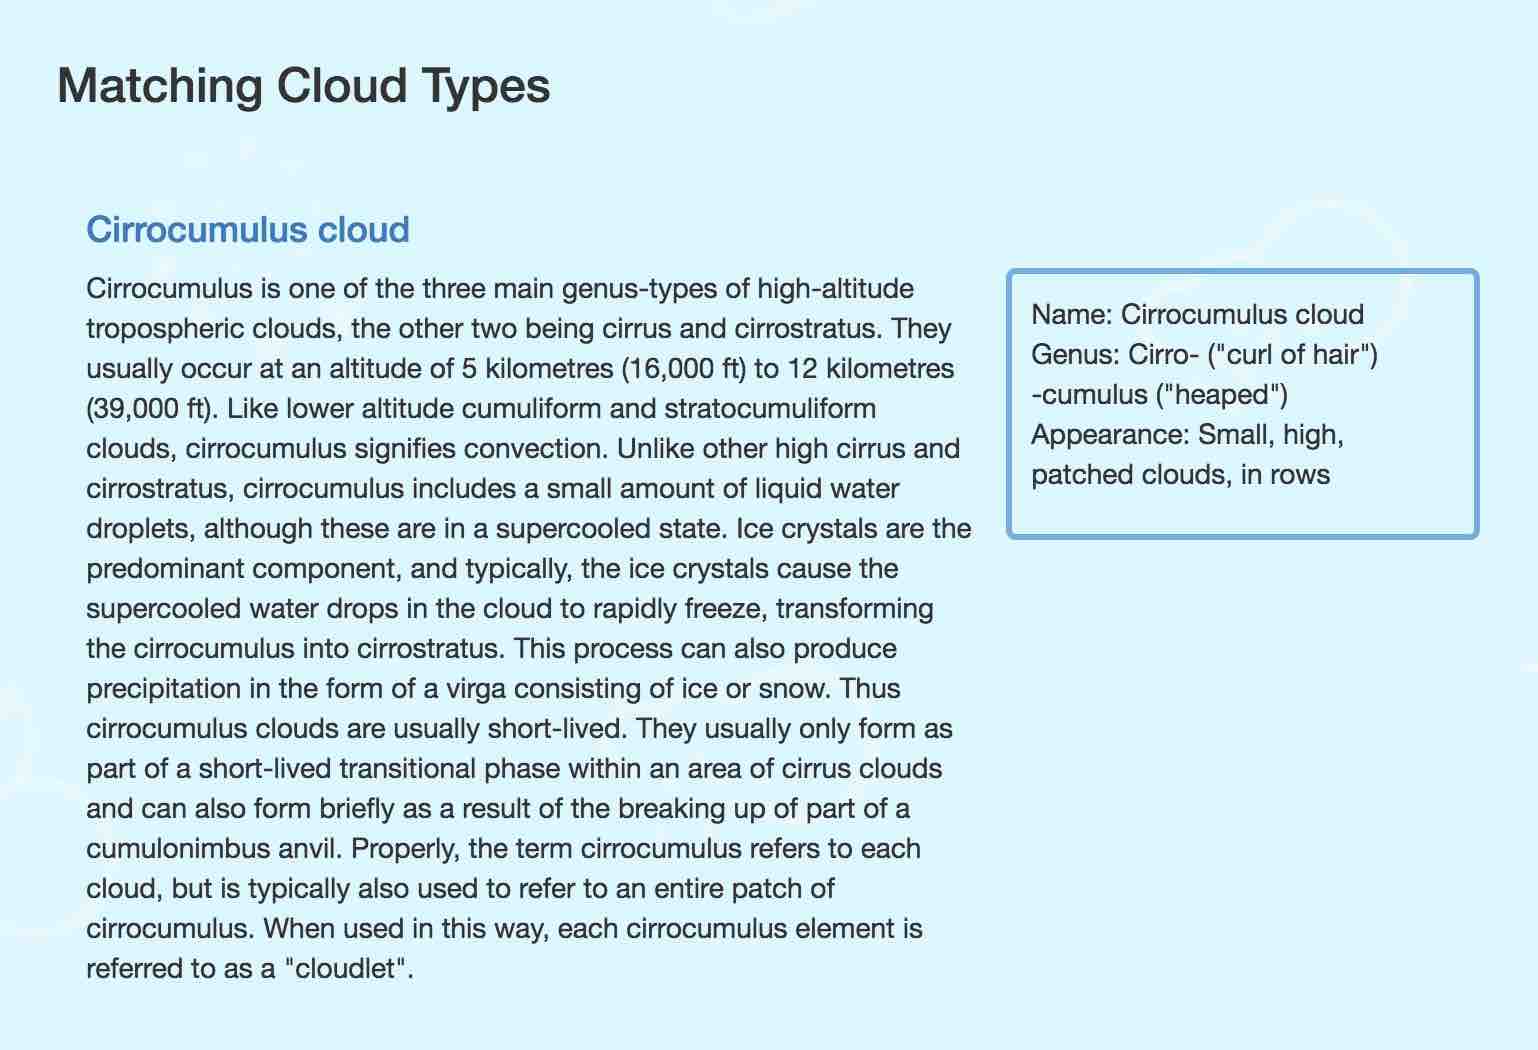 Matching Cloud Types
Cirrocumulus cloud
Cirrocumulus is one of the three main genus-types of high-altitude
tropospheric clouds, the other two being cirrus and cirrostratus. They
usually occur at an altitude of 5 kilometres (16,000 ft) to 12 kilometres
(39,000 ft). Like lower altitude cumuliform and stratocumuliform
clouds, cirrocumulus signifies convection. Unlike other high cirrus and
cirrostratus, cirrocumulus includes a small amount of liquid water
droplets, although these are in a supercooled state. Ice crystals are the
predominant component, and typically, the ice crystals cause the
supercooled water drops in the cloud to rapidly freeze, transforming
the cirrocumulus into cirrostratus. This process can also produce
precipitation in the form of a virga consisting of ice or snow. Thus
cirrocumulus clouds are usually short-lived. They usually only form as
part of a short-lived transitional phase within an area of cirrus clouds
and can also form briefly as a result of the breaking up of part of a
cumulonimbus anvil. Properly, the term cirrocumulus refers to each
cloud, but is typically also used to refer to an entire patch of
cirrocumulus. When used in this way, each cirrocumulus element is
referred to as a "cloudlet".
Name: Cirrocumulus cloud
Genus: Cirro- ("curl of hair")
-cumulus ("heaped")
Appearance: Small, high,
patched clouds, in rows